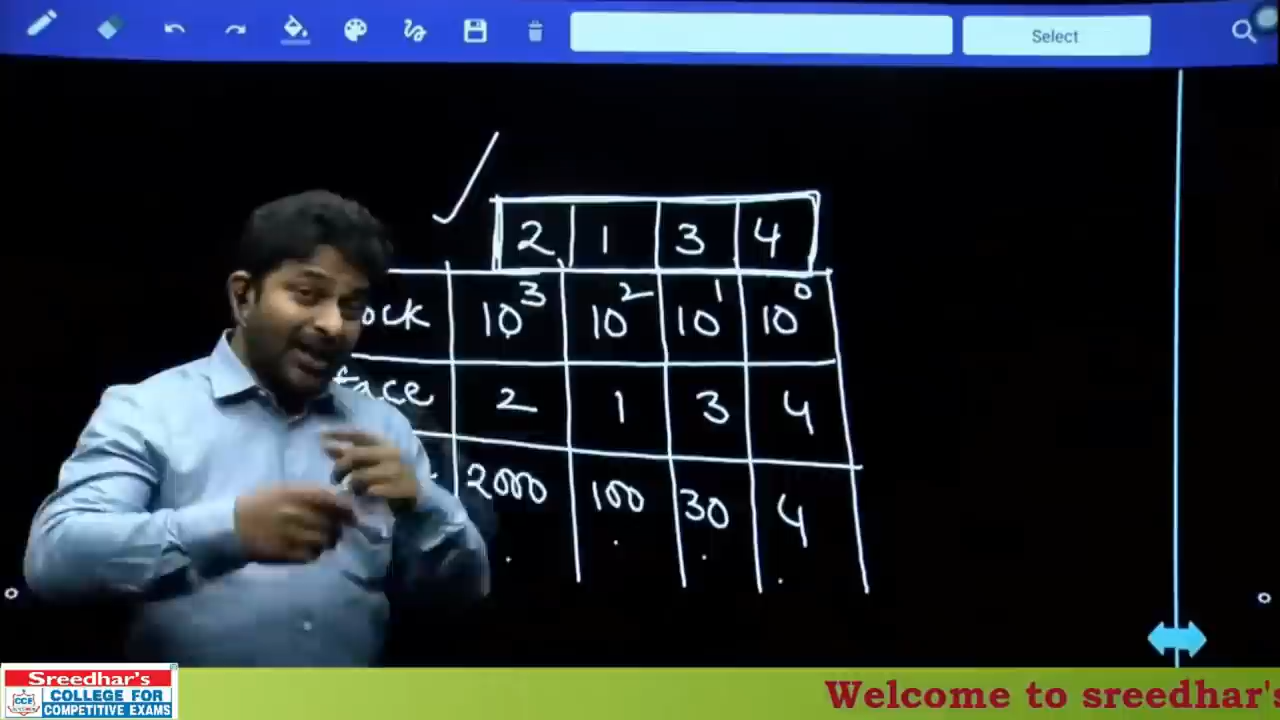 Select
2 1 3 4
ock 10³ 10² 10¹ 10⁰
face 2 1 3 4
2000 100 30 4
Sreedhar's
CCE
COLLEGE FOR
COMPETITIVE EXAMS
Welcome to sreedhar's